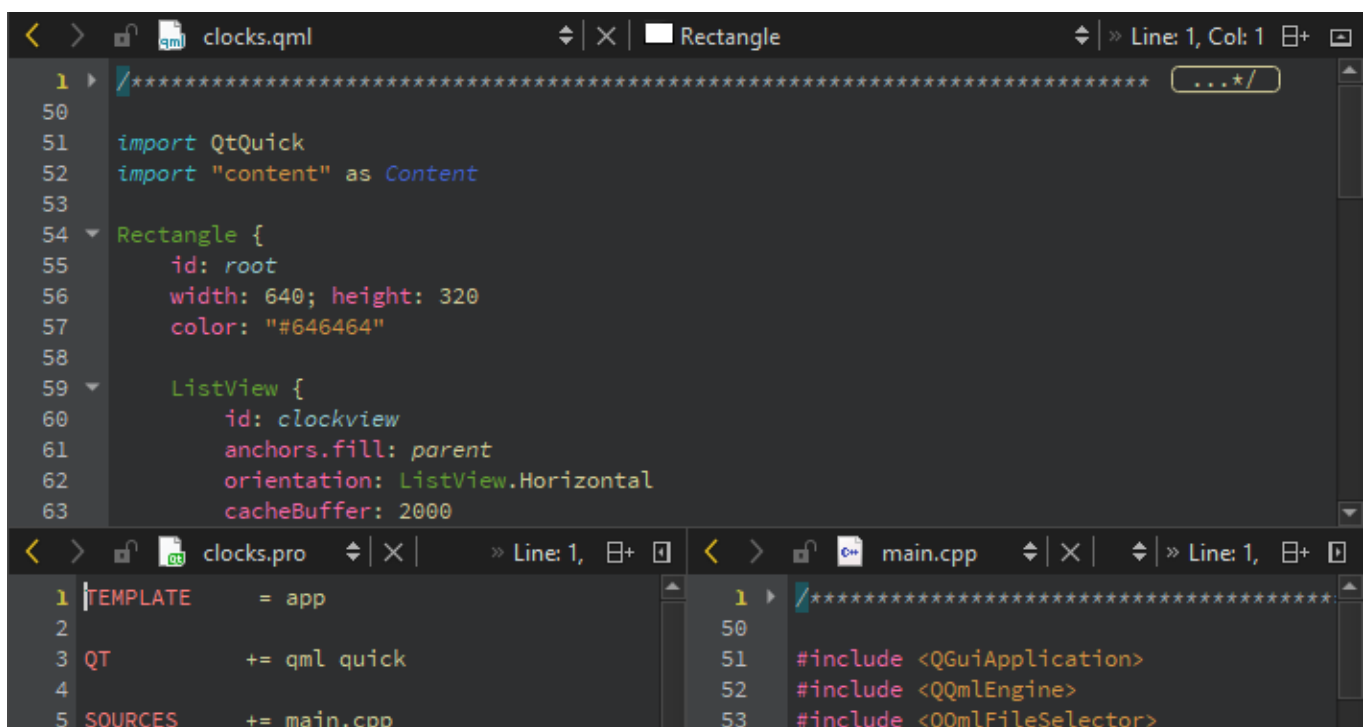 clocks.qml Rectangle » Line: 1, Col: 1
1 /***************************************************************************** ...*/
50
51 import QtQuick
52 import "content" as Content
53
54 Rectangle {
55     id: root
56     width: 640; height: 320
57     color: "#646464"
58
59     ListView {
60         id: clockview
61         anchors.fill: parent
62         orientation: ListView.Horizontal
63         cacheBuffer: 2000
clocks.pro » Line: 1,
1 TEMPLATE     = app
2
3 QT           += qml quick
4
5 SOURCES      += main.cpp
main.cpp » Line: 1,
1 /****************************************
50
51 #include <QGuiApplication>
52 #include <QQmlEngine>
53 #include <QQmlFileSelector>